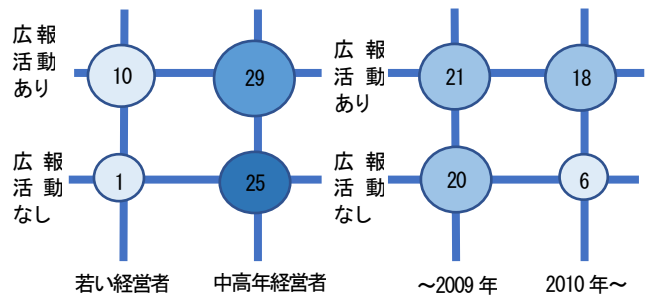 広報
活動
あり
10
29
広報
活動
なし
1
25
若い経営者
中高年経営者
広報
活動
あり
21
18
広報
活動
なし
20
6
～2009 年
2010 年～